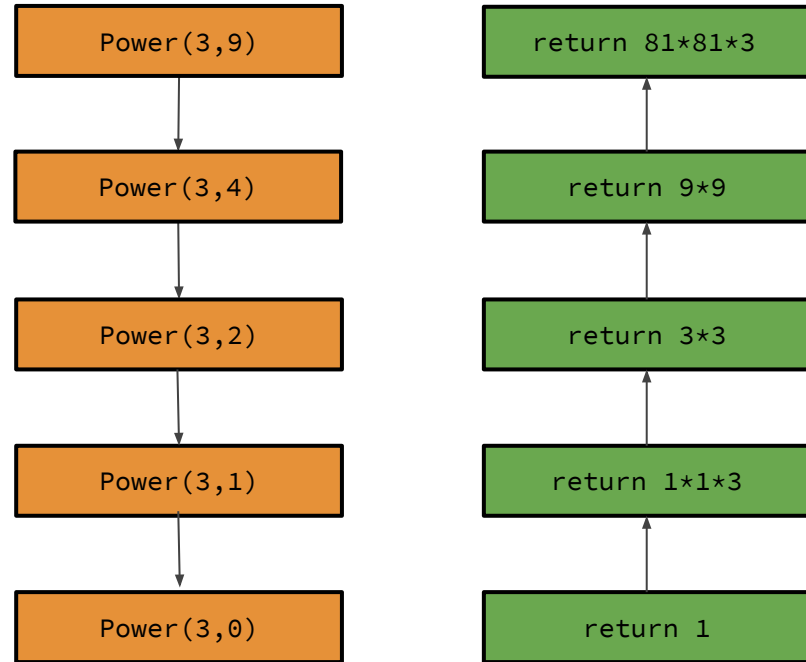 Power(3,9)
return 81*81*3
Power(3,4)
return 9*9
Power(3,2)
return 3*3
Power(3,1)
return 1*1*3
Power(3,0)
return 1